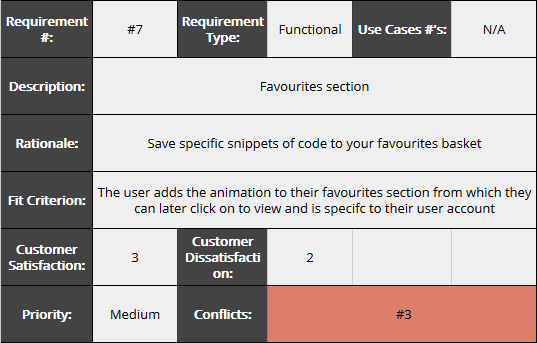 Requirement #: #7 Requirement Type: Functional Use Cases #'s: N/A
Description: Favourites section
Rationale: Save specific snippets of code to your favourites basket
Fit Criterion: The user adds the animation to their favourites section from which they
can later click on to view and is specifc to their user account
Customer Satisfaction: 3 Customer Dissatisfacti on: 2
Priority: Medium Conflicts: #3